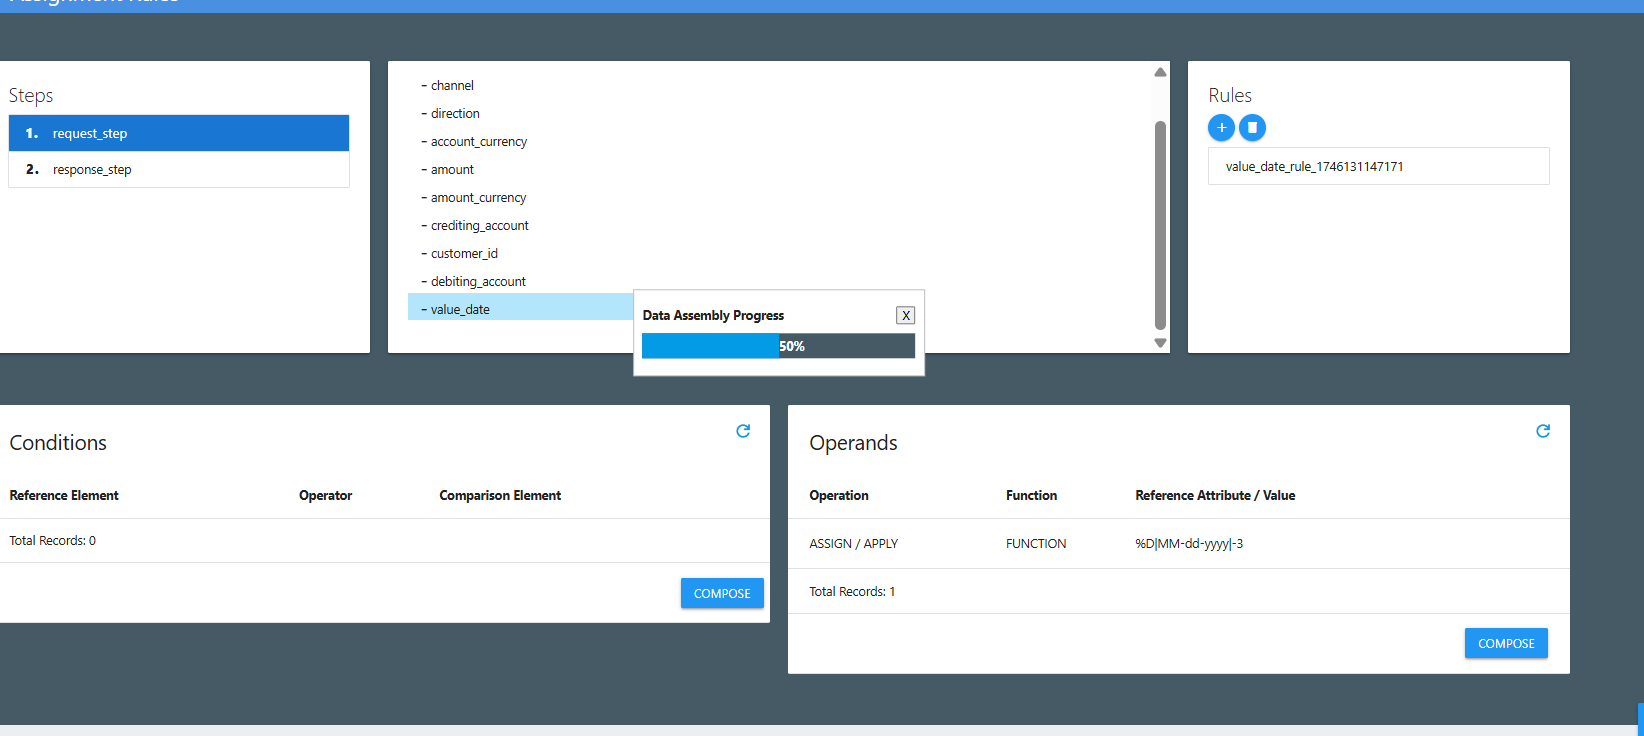 Assignment Rules
Steps
1. request_step
2. response_step
- channel
- direction
- account_currency
- amount
- amount_currency
- crediting_account
- customer_id
- debiting_account
- value_date
Data Assembly Progress
X
50%
Rules
+
value_date_rule_1746131147171
Conditions
Reference Element Operator Comparison Element
Total Records: 0
COMPOSE
Operands
Operation Function Reference Attribute / Value
ASSIGN / APPLY FUNCTION %D|MM-dd-yyyy|-3
Total Records: 1
COMPOSE